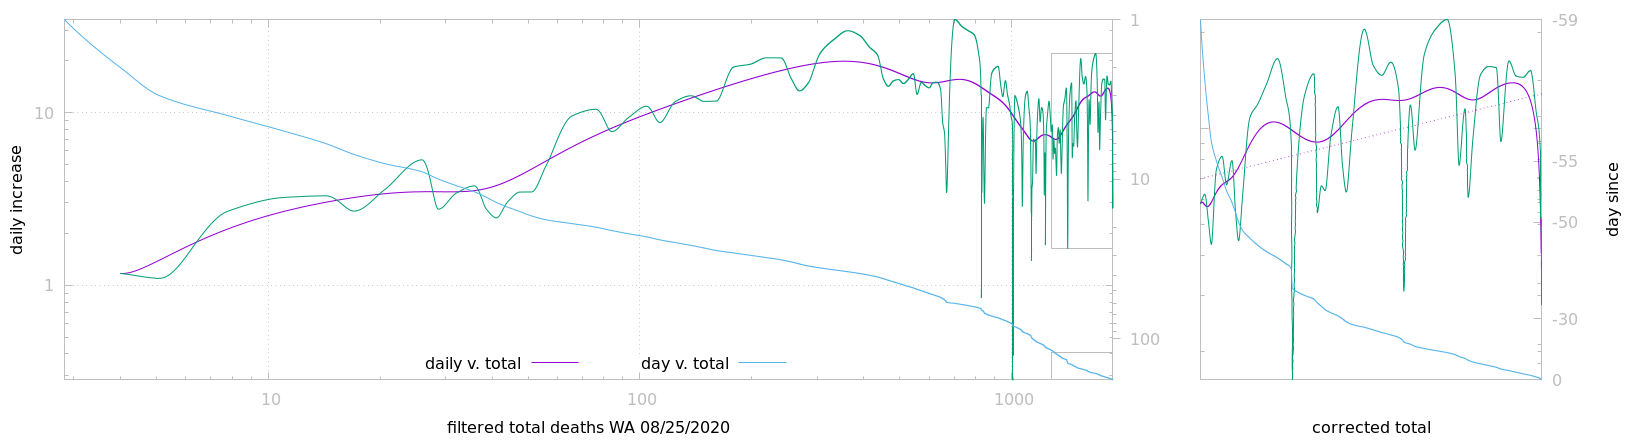 daily increase
10
1
1
10
100
daily v. total
day v. total
10
100
1000
filtered total deaths WA 08/25/2020
-59
-55
-50
-30
0
day since
corrected total